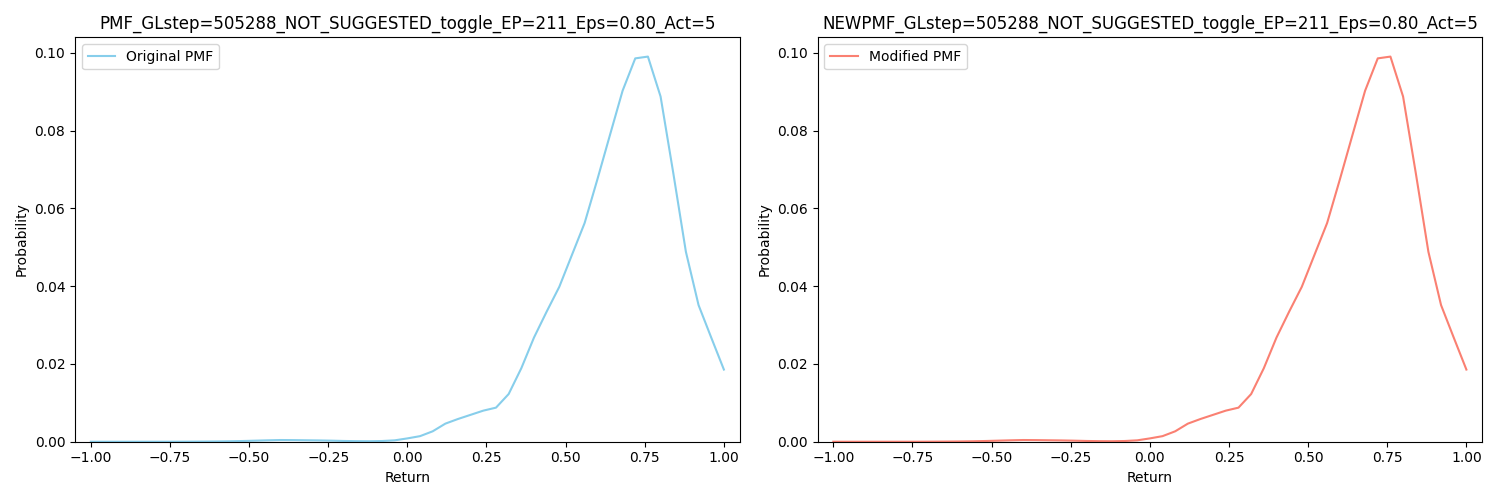 PMF_GLstep=505288_NOT_SUGGESTED_toggle_EP=211_Eps=0.80_Act=5
Original PMF
0.10
0.08
0.06
0.04
0.02
0.00
Probability
−1.00 −0.75 −0.50 −0.25 0.00 0.25 0.50 0.75 1.00
Return
NEWPMF_GLstep=505288_NOT_SUGGESTED_toggle_EP=211_Eps=0.80_Act=5
Modified PMF
0.10
0.08
0.06
0.04
0.02
0.00
Probability
−1.00 −0.75 −0.50 −0.25 0.00 0.25 0.50 0.75 1.00
Return